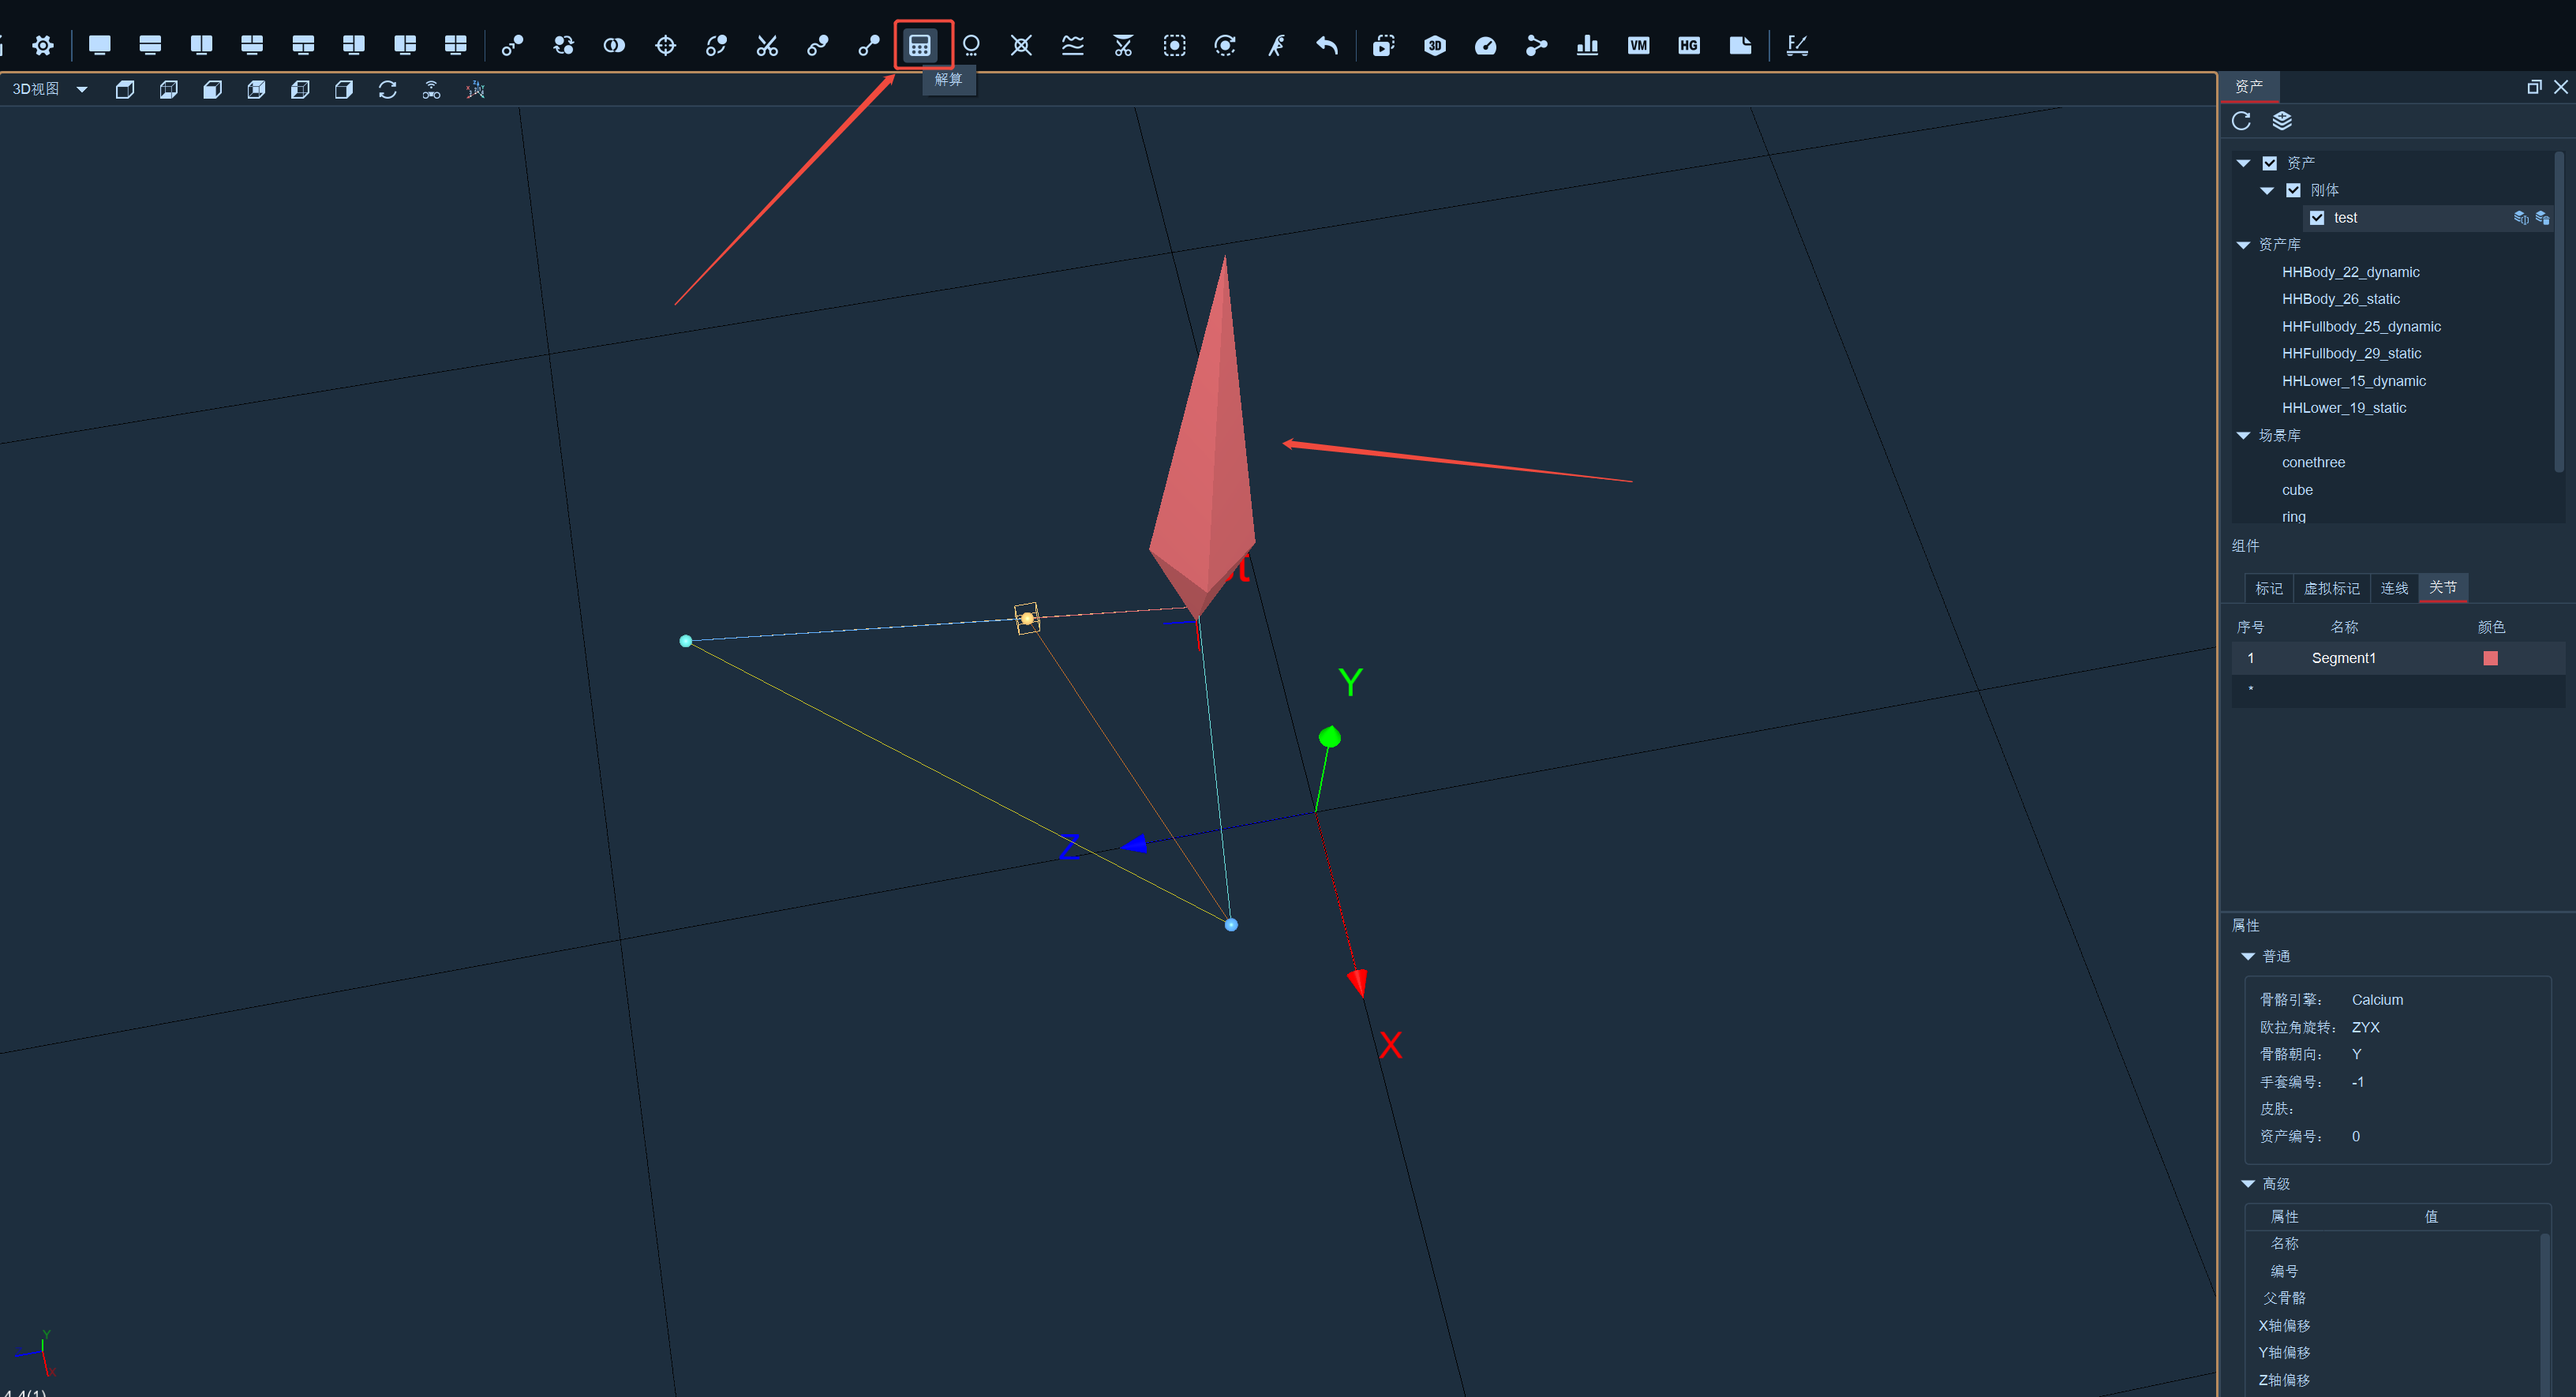 3D
VM
HG
解算
3D视图
资产
资产
刚体
test
资产库
HHBody_22_dynamic
HHBody_26_static
HHFullbody_25_dynamic
HHFullbody_29_static
HHLower_15_dynamic
HHLower_19_static
场景库
conethree
cube
ring
组件
标记 虚拟标记 连线 关节
序号 名称 颜色
1 Segment1
*
Y
Z
X
属性
普通
骨骼引擎: Calcium
欧拉角旋转: ZYX
骨骼朝向: Y
手套编号: -1
皮肤:
资产编号: 0
高级
属性 值
名称
编号
父骨骼
X轴偏移
Y轴偏移
Z轴偏移
Y
Z
X